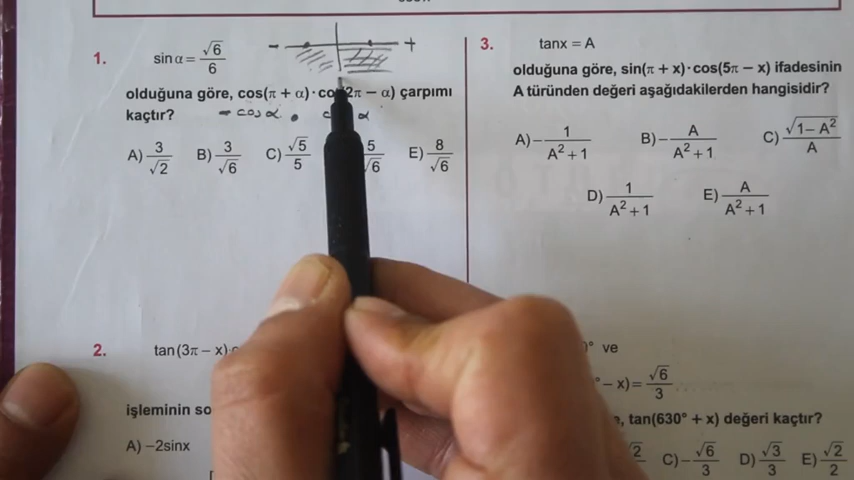 1.
sin α = √6/6
olduğuna göre, cos(π + α)·co 2π − α) çarpımı
kaçtır?
− cos α . α
A) 3/√2 B) 3/√6 C) √5/5 5/√6 E) 8/√6
2.
tan(3π − x)
işleminin
A) −2sinx
3.
tanx = A
olduğuna göre, sin(π + x)·cos(5π − x) ifadesinin
A türünden değeri aşağıdakilerden hangisidir?
A) −1/(A²+1) B) −A/(A²+1) C) √(1−A²)/A
D) 1/(A²+1) E) A/(A²+1)
° ve
° − x) = √6/3
tan(630° + x) değeri kaçtır?
√2 C) −√6/3 D) √3/3 E) √2/2